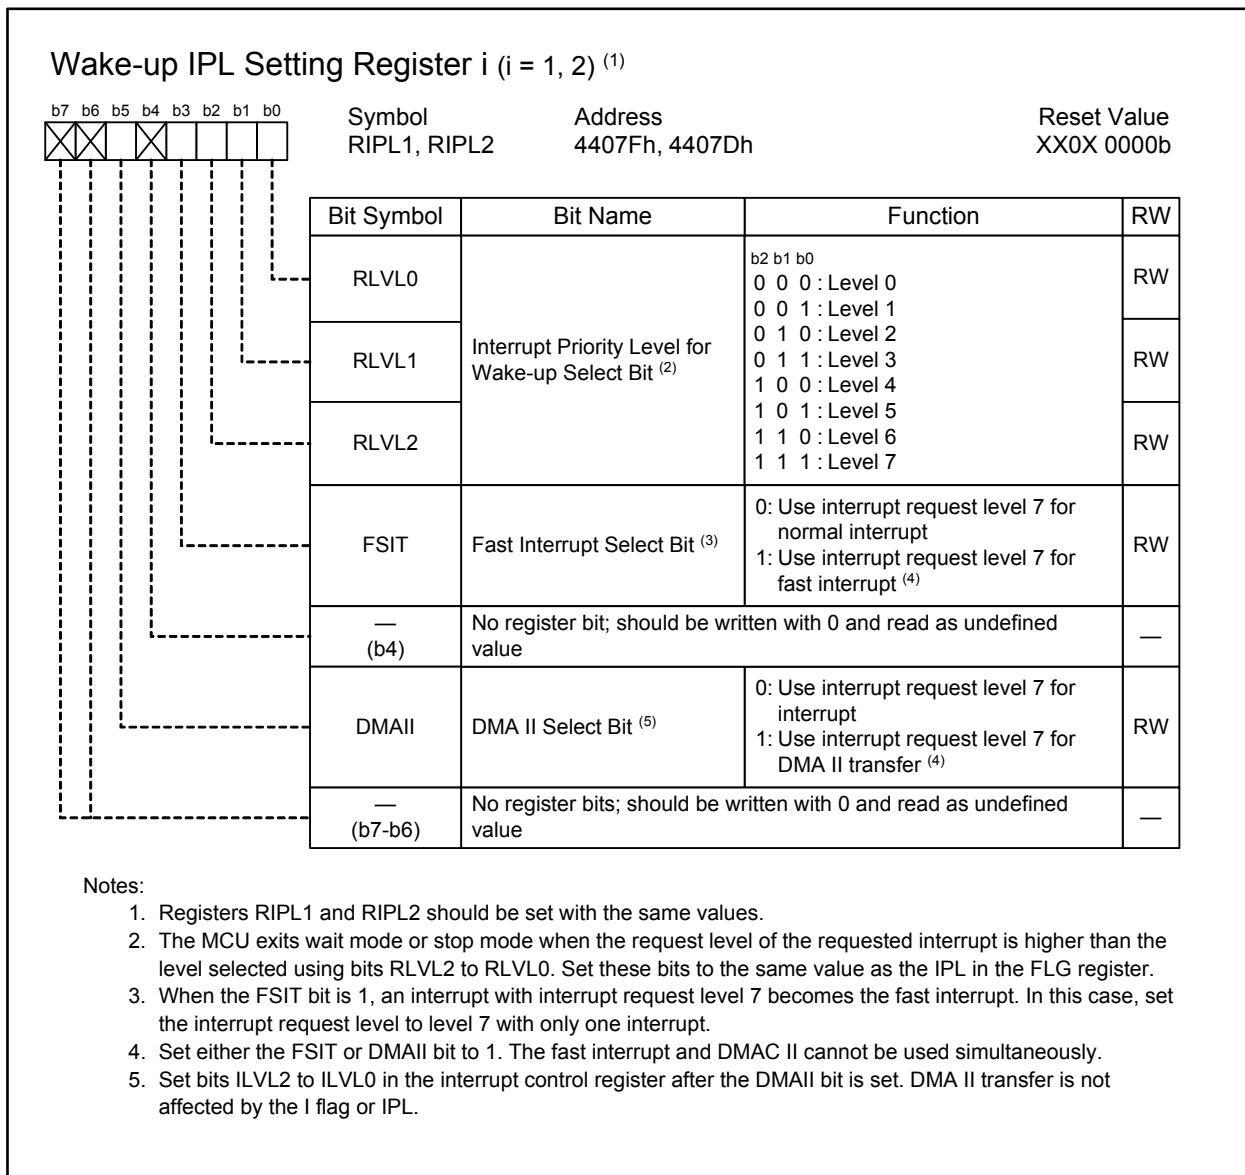 Wake-up IPL Setting Register i (i = 1, 2) (1)
b7 b6 b5 b4 b3 b2 b1 b0
Symbol Address Reset Value
RIPL1, RIPL2 4407Fh, 4407Dh XX0X 0000b
Bit Symbol Bit Name Function RW
RLVL0
RLVL1
RLVL2
Interrupt Priority Level for
Wake-up Select Bit (2)
b2 b1 b0
0 0 0 : Level 0
0 0 1 : Level 1
0 1 0 : Level 2
0 1 1 : Level 3
1 0 0 : Level 4
1 0 1 : Level 5
1 1 0 : Level 6
1 1 1 : Level 7
RW
RW
RW
FSIT
Fast Interrupt Select Bit (3)
0: Use interrupt request level 7 for
normal interrupt
1: Use interrupt request level 7 for
fast interrupt (4)
RW
—
(b4)
No register bit; should be written with 0 and read as undefined
value
—
DMAII
DMA II Select Bit (5)
0: Use interrupt request level 7 for
interrupt
1: Use interrupt request level 7 for
DMA II transfer (4)
RW
—
(b7-b6)
No register bits; should be written with 0 and read as undefined
value
—
Notes:
1. Registers RIPL1 and RIPL2 should be set with the same values.
2. The MCU exits wait mode or stop mode when the request level of the requested interrupt is higher than the
level selected using bits RLVL2 to RLVL0. Set these bits to the same value as the IPL in the FLG register.
3. When the FSIT bit is 1, an interrupt with interrupt request level 7 becomes the fast interrupt. In this case, set
the interrupt request level to level 7 with only one interrupt.
4. Set either the FSIT or DMAII bit to 1. The fast interrupt and DMAC II cannot be used simultaneously.
5. Set bits ILVL2 to ILVL0 in the interrupt control register after the DMAII bit is set. DMA II transfer is not
affected by the I flag or IPL.